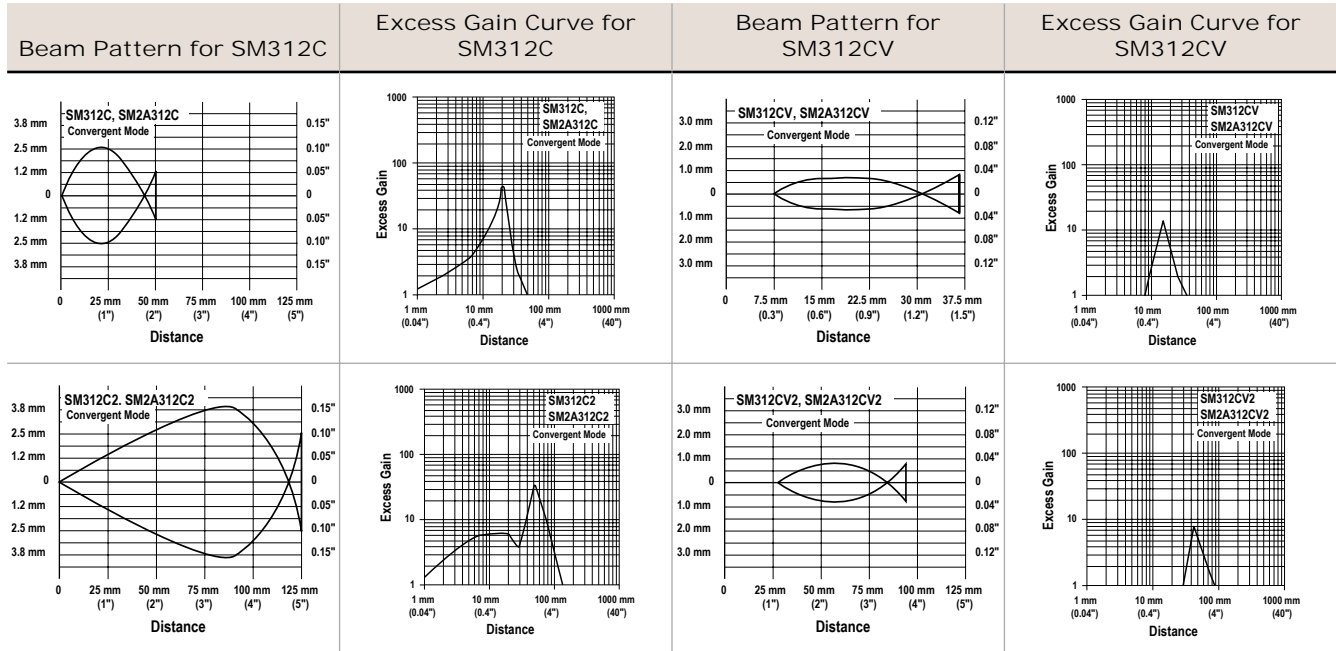 Beam Pattern for SM312C
Excess Gain Curve for
SM312C
Beam Pattern for
SM312CV
Excess Gain Curve for
SM312CV
SM312C, SM2A312C
Convergent Mode
3.8 mm
2.5 mm
1.2 mm
0
1.2 mm
2.5 mm
3.8 mm
0.15"
0.10"
0.05"
0
0.05"
0.10"
0.15"
0 25 mm 50 mm 75 mm 100 mm 125 mm
(1") (2") (3") (4") (5")
Distance
1000
100
10
1
Excess Gain
SM312C,
SM2A312C
Convergent Mode
1 mm 10 mm 100 mm 1000 mm
(0.04") (0.4") (4") (40")
Distance
SM312CV, SM2A312CV
Convergent Mode
3.0 mm
2.0 mm
1.0 mm
0
1.0 mm
2.0 mm
3.0 mm
0.12"
0.08"
0.04"
0
0.04"
0.08"
0.12"
0 7.5 mm 15 mm 22.5 mm 30 mm 37.5 mm
(0.3") (0.6") (0.9") (1.2") (1.5")
Distance
1000
100
10
1
Excess Gain
SM312CV
SM2A312CV
Convergent Mode
1 mm 10 mm 100 mm 1000 mm
(0.04") (0.4") (4") (40")
Distance
SM312C2. SM2A312C2
Convergent Mode
3.8 mm
2.5 mm
1.2 mm
0
1.2 mm
2.5 mm
3.8 mm
0.15"
0.10"
0.05"
0
0.05"
0.10"
0.15"
0 25 mm 50 mm 75 mm 100 mm 125 mm
(1") (2") (3") (4") (5")
Distance
1000
100
10
1
Excess Gain
SM312C2
SM2A312C2
Convergent Mode
1 mm 10 mm 100 mm 1000 mm
(0.04") (0.4") (4") (40")
Distance
SM312CV2, SM2A312CV2
Convergent Mode
3.0 mm
2.0 mm
1.0 mm
0
1.0 mm
2.0 mm
3.0 mm
0.12"
0.08"
0.04"
0
0.04"
0.08"
0.12"
0 25 mm 50 mm 75 mm 100 mm 125 mm
(1") (2") (3") (4") (5")
Distance
1000
100
10
1
Excess Gain
SM312CV2
SM2A312CV2
Convergent Mode
1 mm 10 mm 100 mm 1000 mm
(0.04") (0.4") (4") (40")
Distance